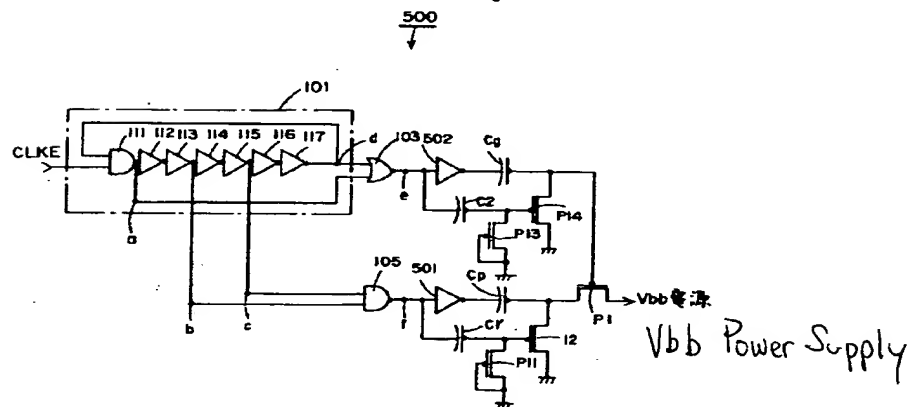 500
101
111 112 113 114 115 116 117
d
103
502
Cg
CLKE
e
C2
P14
P13
a
105
501
Cp
b
c
f
Cr
P11
12
P1
Vbb電源
Vbb Power Supply